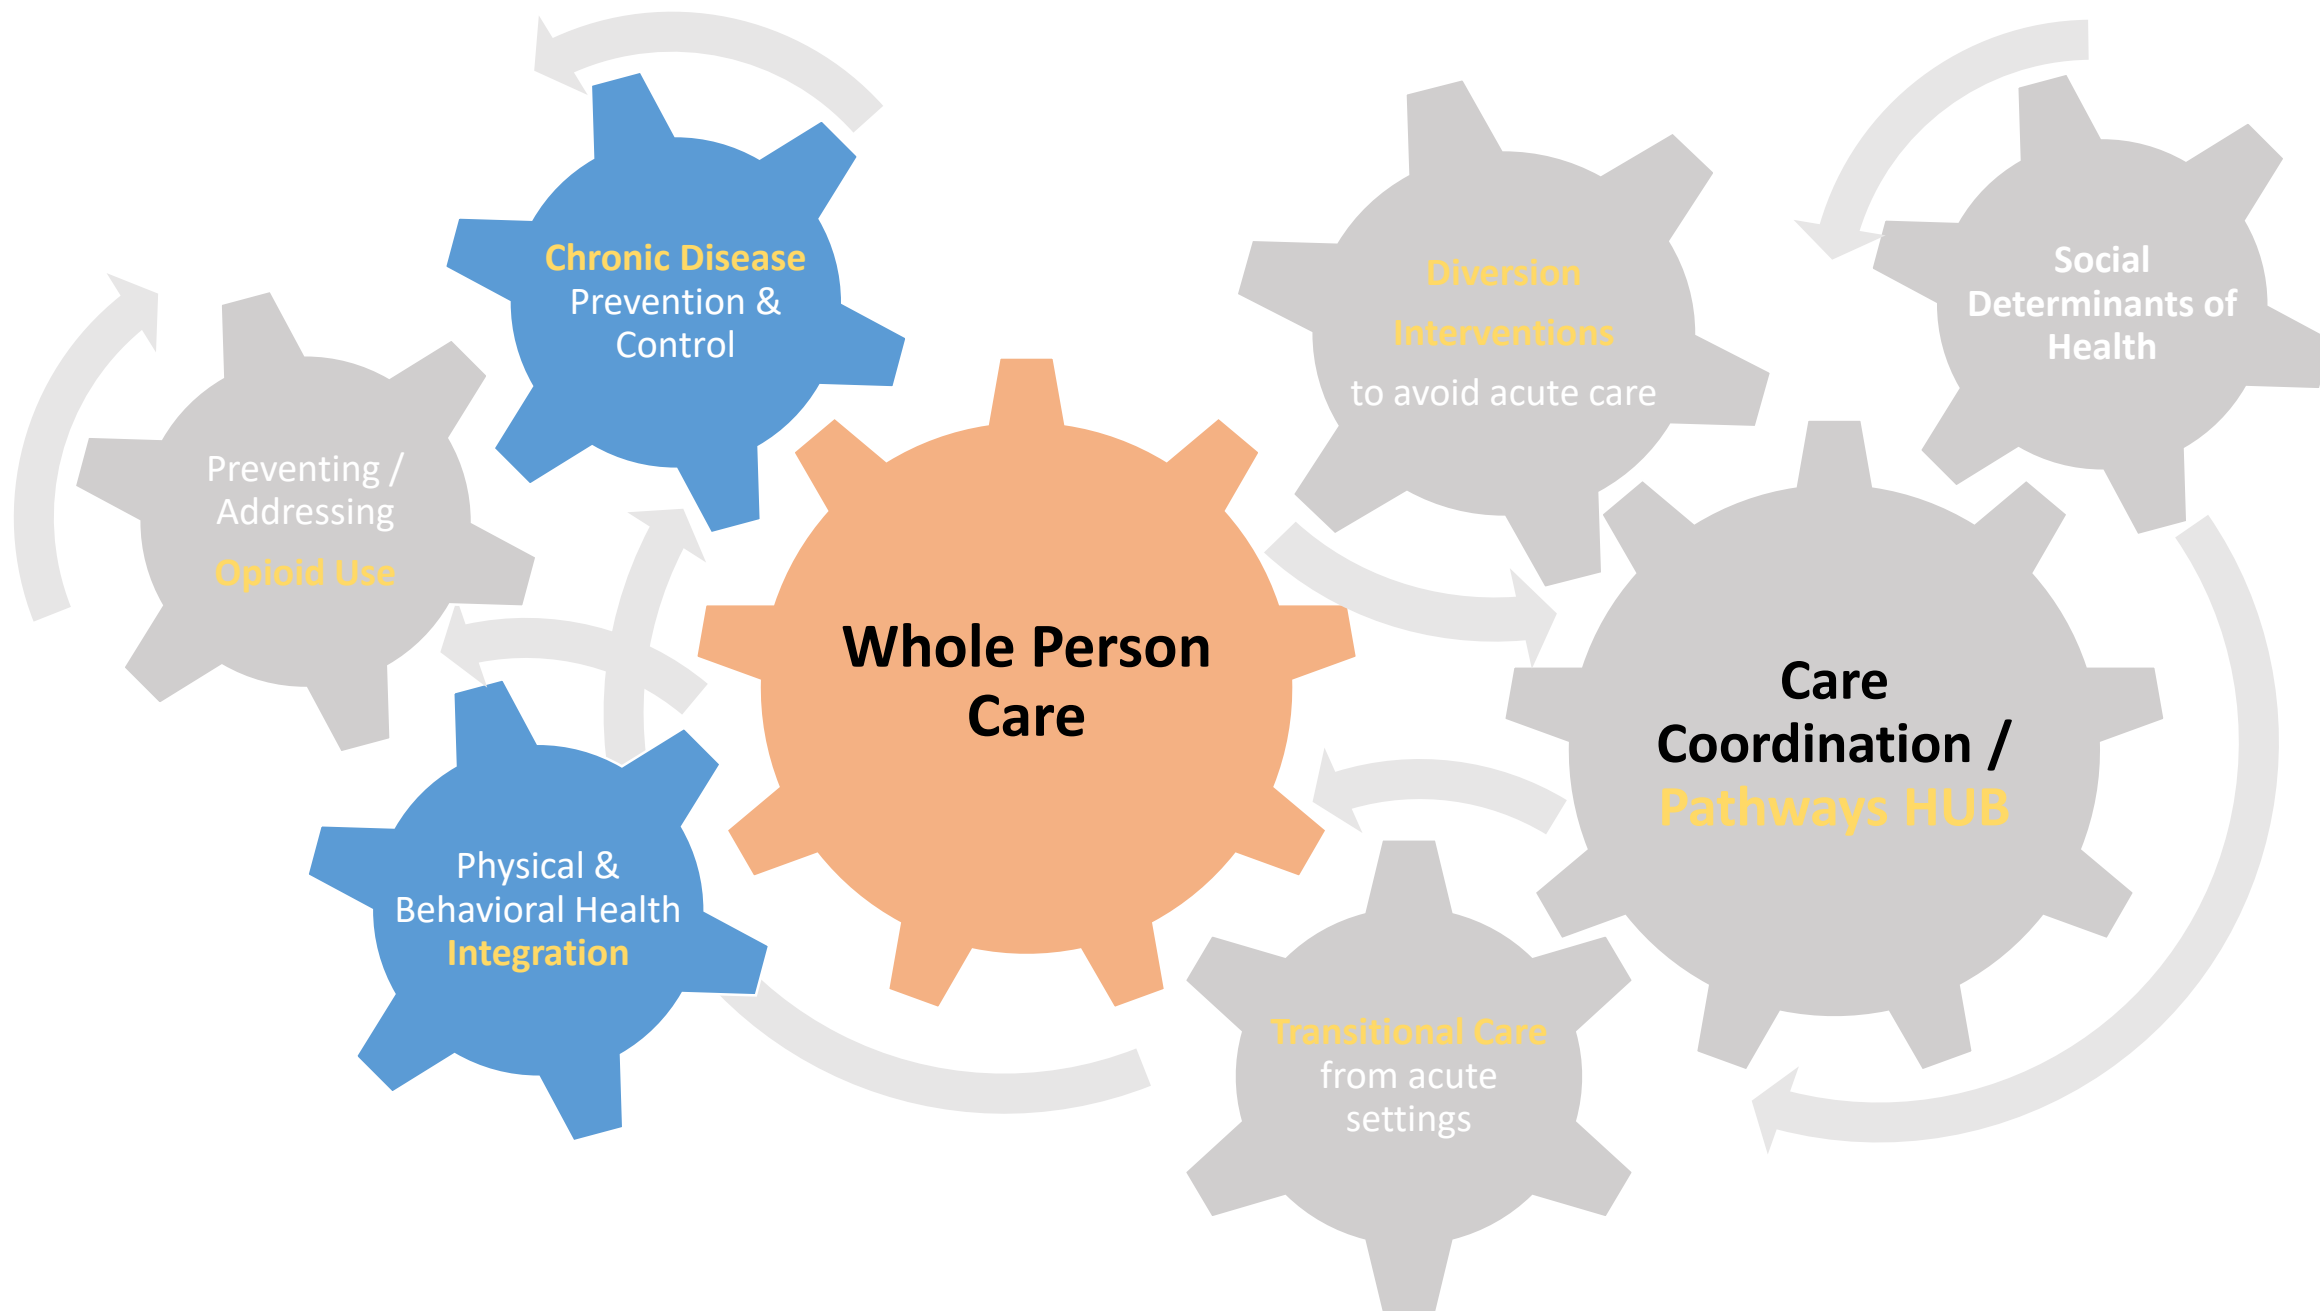 Chronic Disease
Prevention &
Control
Preventing /
Addressing
Opioid Use
Physical &
Behavioral Health
Integration
Whole Person
Care
Diversion
Interventions
to avoid acute care
Social
Determinants of
Health
Care
Coordination /
Pathways HUB
Transitional Care
from acute
settings